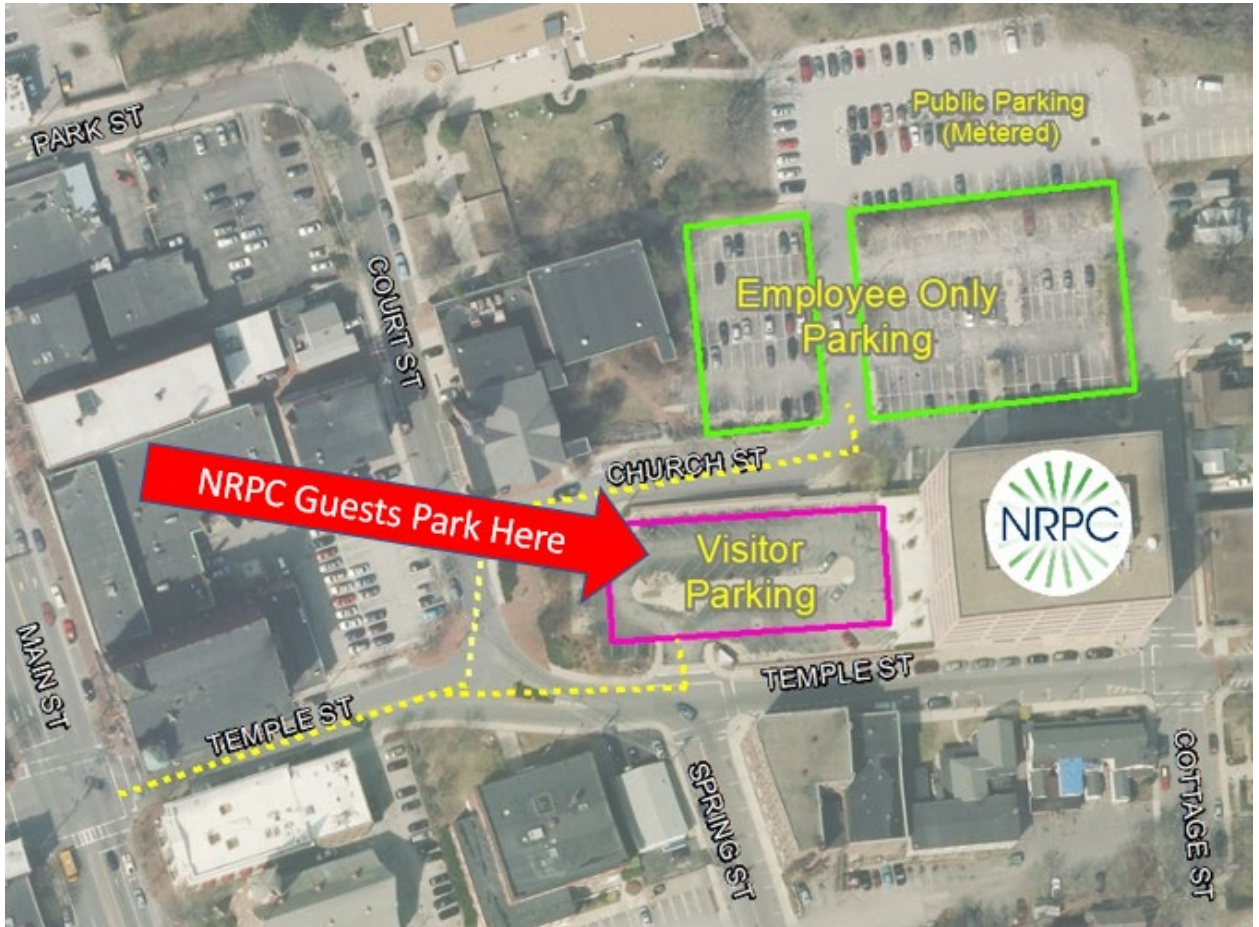 PARK ST
Public Parking
(Metered)
COURT ST
Employee Only
Parking
CHURCH ST
NRPC Guests Park Here
Visitor
Parking
NRPC
MAIN ST
TEMPLE ST
TEMPLE ST
SPRING ST
COTTAGE ST